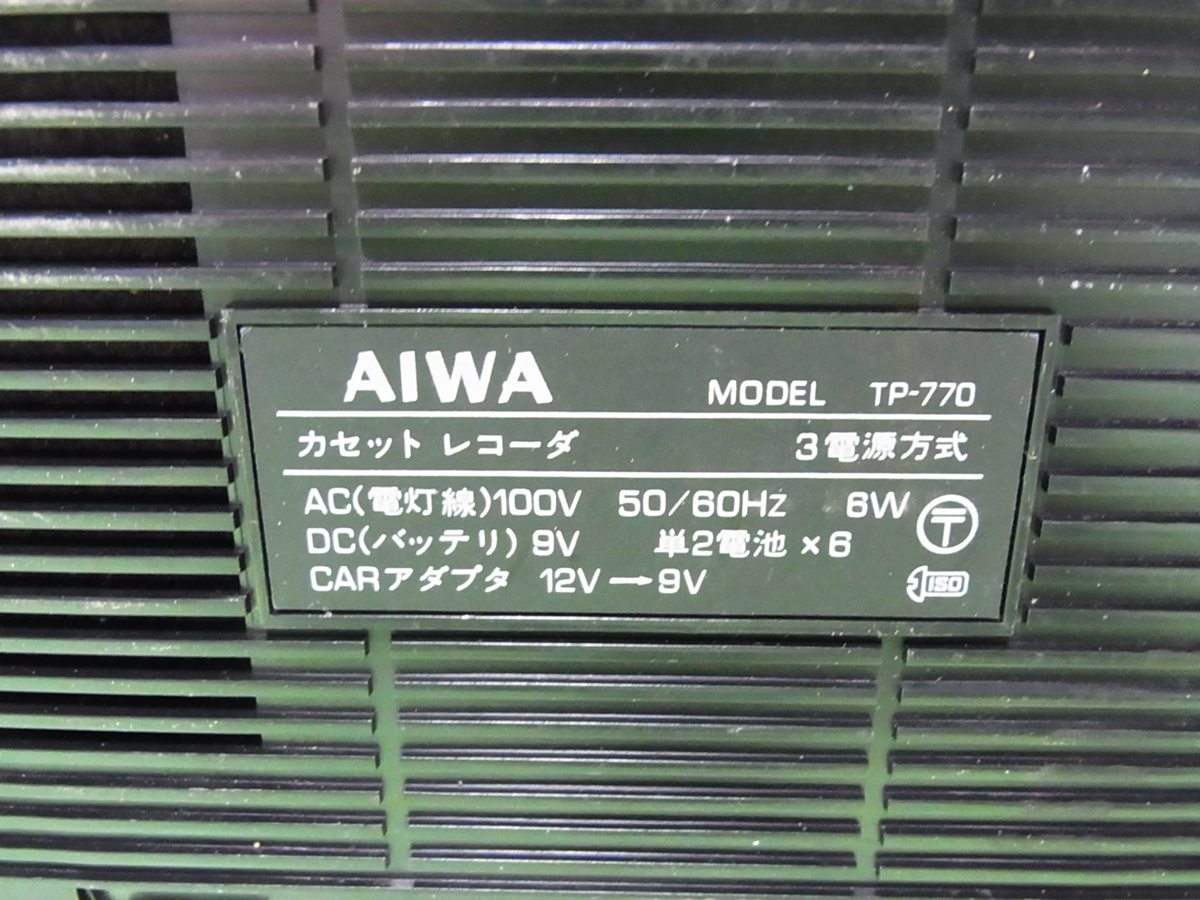 AIWA MODEL TP-770
カセット レコーダ 3電源方式
AC(電灯線)100V 50/60Hz 6W 〒
DC(バッテリ) 9V 単2電池 ×6
CARアダプタ 12V→9V ISO